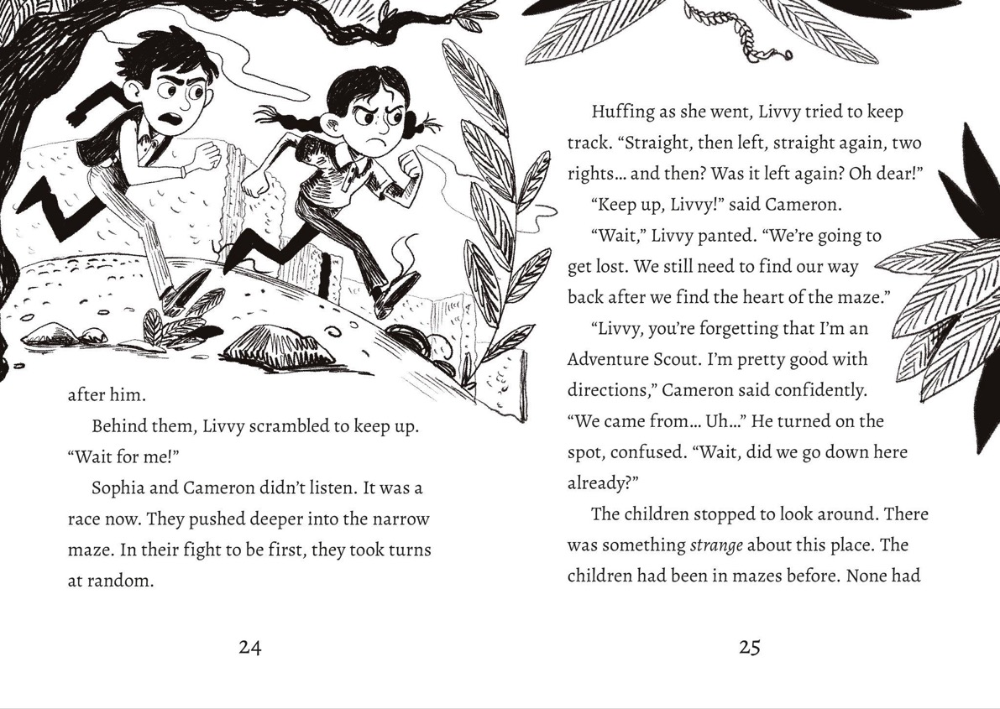 after him.
Behind them, Livvy scrambled to keep up.
“Wait for me!”
Sophia and Cameron didn’t listen. It was a
race now. They pushed deeper into the narrow
maze. In their fight to be first, they took turns
at random.
24
Huffing as she went, Livvy tried to keep
track. “Straight, then left, straight again, two
rights… and then? Was it left again? Oh dear!”
“Keep up, Livvy!” said Cameron.
“Wait,” Livvy panted. “We’re going to
get lost. We still need to find our way
back after we find the heart of the maze.”
“Livvy, you’re forgetting that I’m an
Adventure Scout. I’m pretty good with
directions,” Cameron said confidently.
“We came from… Uh…” He turned on the
spot, confused. “Wait, did we go down here
already?”
The children stopped to look around. There
was something strange about this place. The
children had been in mazes before. None had
25